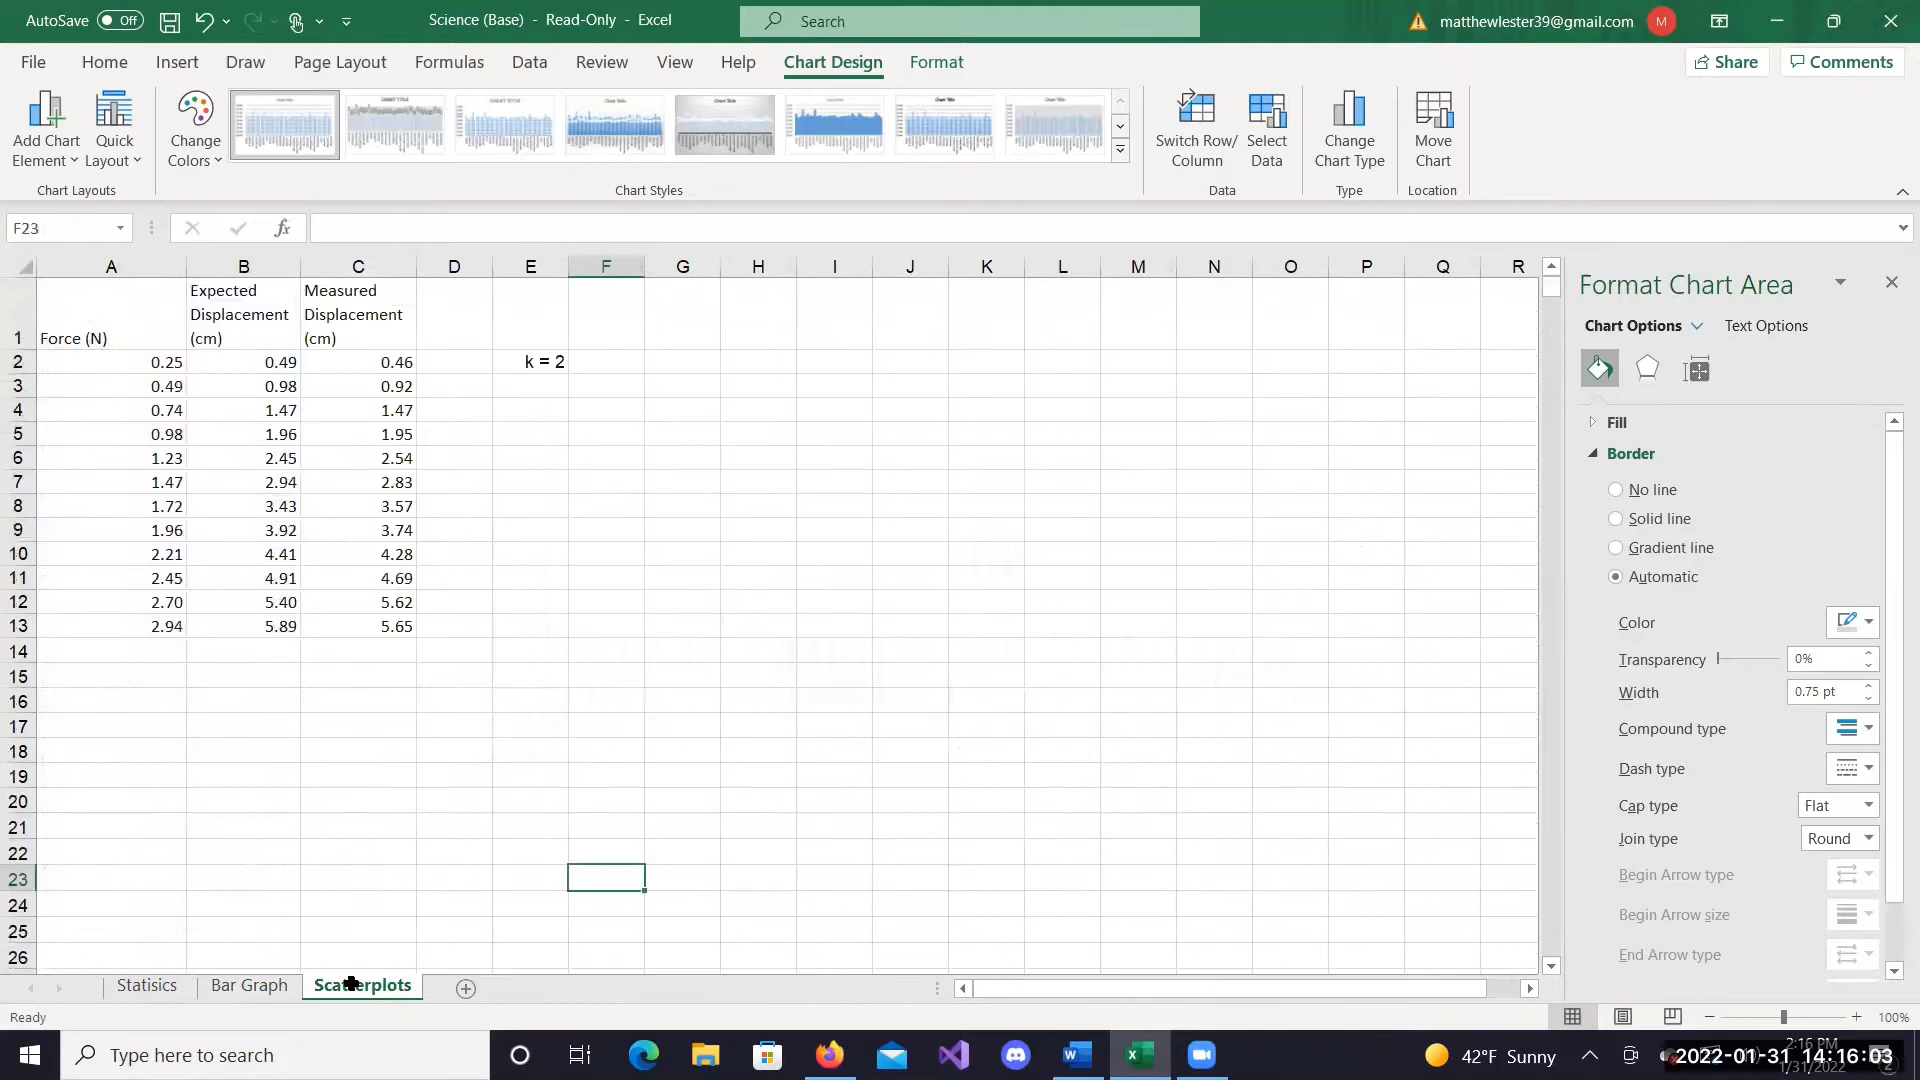 AutoSave Off
Science (Base) - Read-Only - Excel
Search
matthewlester39@gmail.com M
File Home Insert Draw Page Layout Formulas Data Review View Help Chart Design Format Share Comments
Add Chart Element
Quick Layout
Change Colors
Switch Row/ Column
Select Data
Change Chart Type
Move Chart
Chart Layouts
Chart Styles
Data
Type
Location
F23
fx
A B C D E F G H I J K L M N O P Q R
1 Force (N)
Expected Displacement (cm)
Measured Displacement (cm)
2 0.25 0.49 0.46 k = 2
3 0.49 0.98 0.92
4 0.74 1.47 1.47
5 0.98 1.96 1.95
6 1.23 2.45 2.54
7 1.47 2.94 2.83
8 1.72 3.43 3.57
9 1.96 3.92 3.74
10 2.21 4.41 4.28
11 2.45 4.91 4.69
12 2.70 5.40 5.62
13 2.94 5.89 5.65
14
15
16
17
18
19
20
21
22
23
24
25
26
Format Chart Area
Chart Options Text Options
Fill
Border
No line
Solid line
Gradient line
Automatic
Color
Transparency 0%
Width 0.75 pt
Compound type
Dash type
Cap type Flat
Join type Round
Begin Arrow type
Begin Arrow size
End Arrow type
Statisics Bar Graph Scatterplots
Ready
100%
Type here to search
42°F Sunny
2:16 PM
2022-01-31 14:16:03
1/31/2022